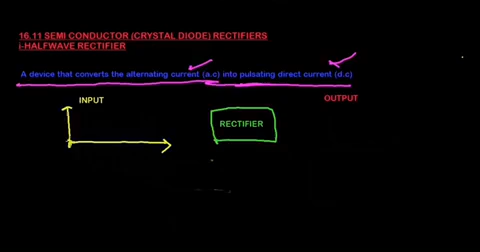 16.11 SEMI CONDUCTOR (CRYSTAL DIODE) RECTIFIERS
i-HALFWAVE RECTIFIER
A device that converts the alternating current (a.c) into pulsating direct current (d.c)
INPUT
OUTPUT
RECTIFIER